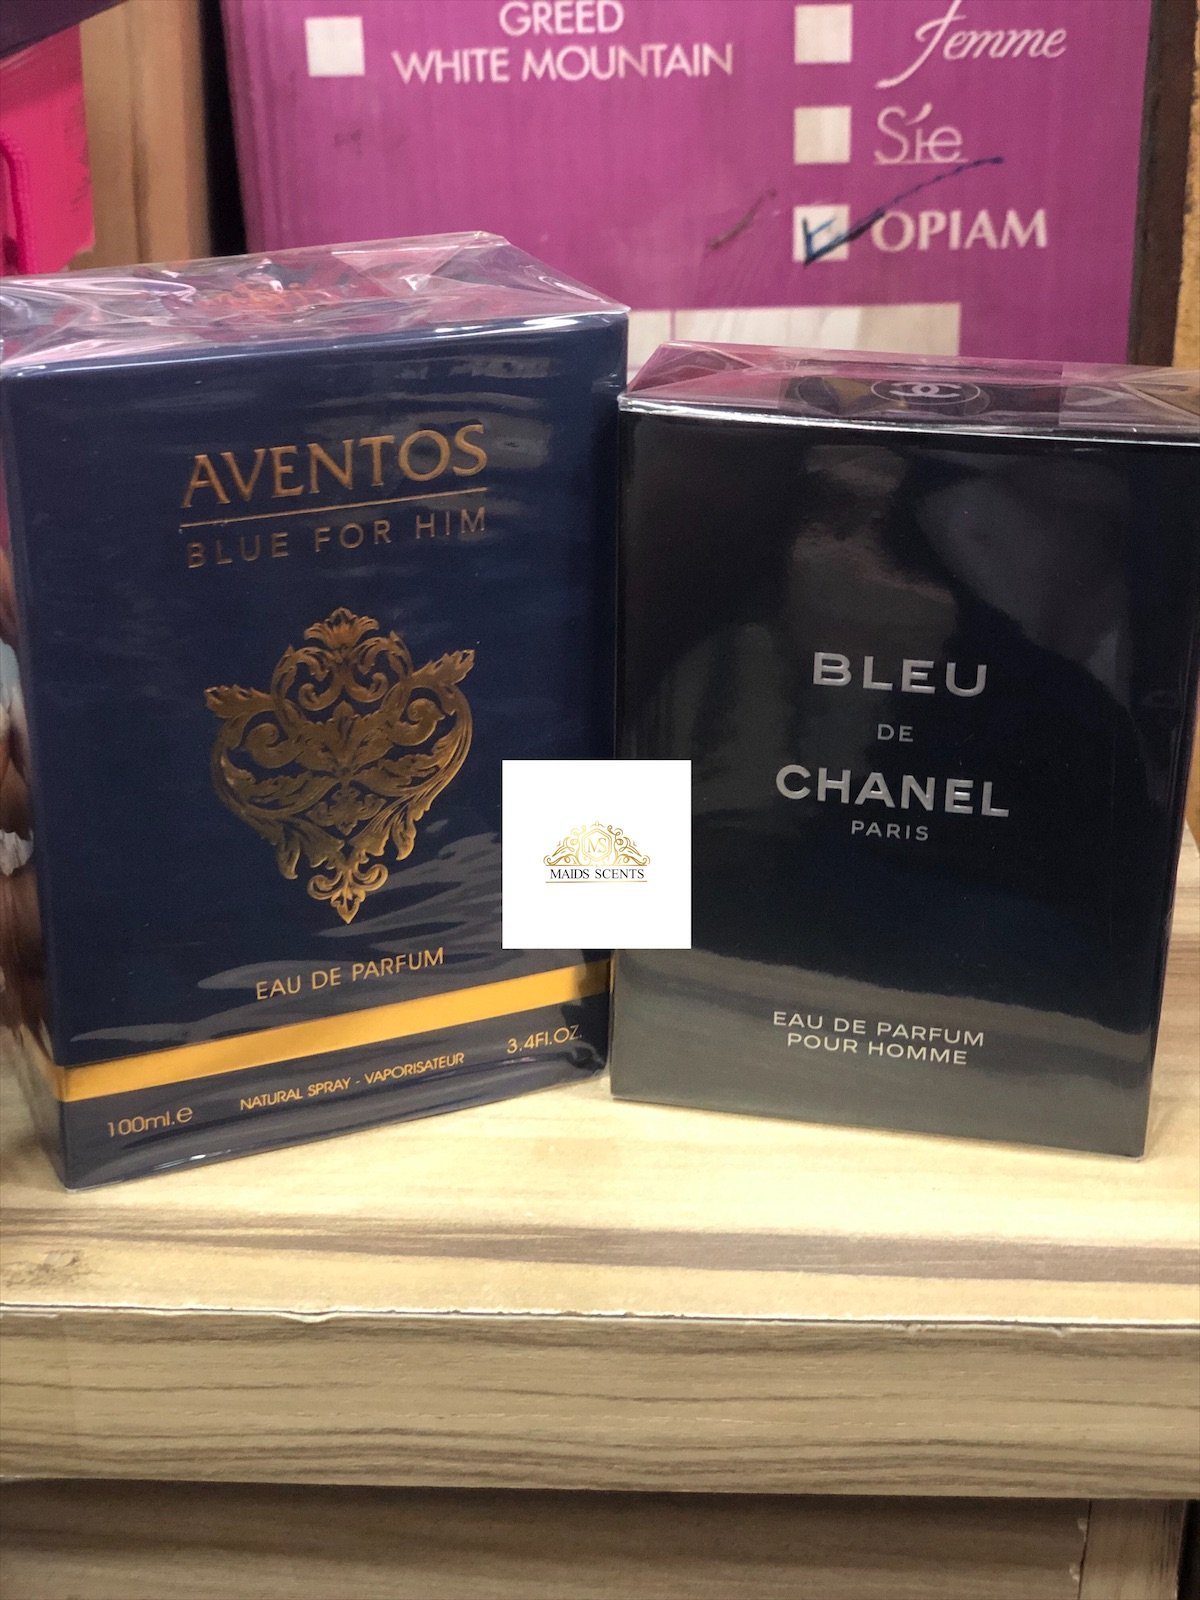 GREED
WHITE MOUNTAIN
Femme
Sie
OPIAM
AVENTOS
BLUE FOR HIM
EAU DE PARFUM
100ml.e
NATURAL SPRAY - VAPORISATEUR
3.4Fl.OZ.
BLEU
DE
CHANEL
PARIS
EAU DE PARFUM
POUR HOMME
MS
MAIDS SCENTS